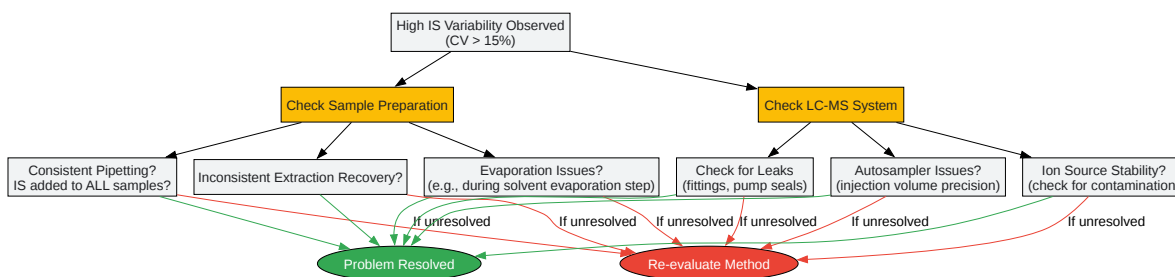 High IS Variability Observed
(CV > 15%)
Check Sample Preparation
Check LC-MS System
Consistent Pipetting?
IS added to ALL samples?
Inconsistent Extraction Recovery?
Evaporation Issues?
(e.g., during solvent evaporation step)
Check for Leaks
(fittings, pump seals)
Autosampler Issues?
(injection volume precision)
Ion Source Stability?
(check for contamination
If unresolved
If unresolved
If unresolved
If unresolved
If unresolved
If unresolved
Problem Resolved
Re-evaluate Method